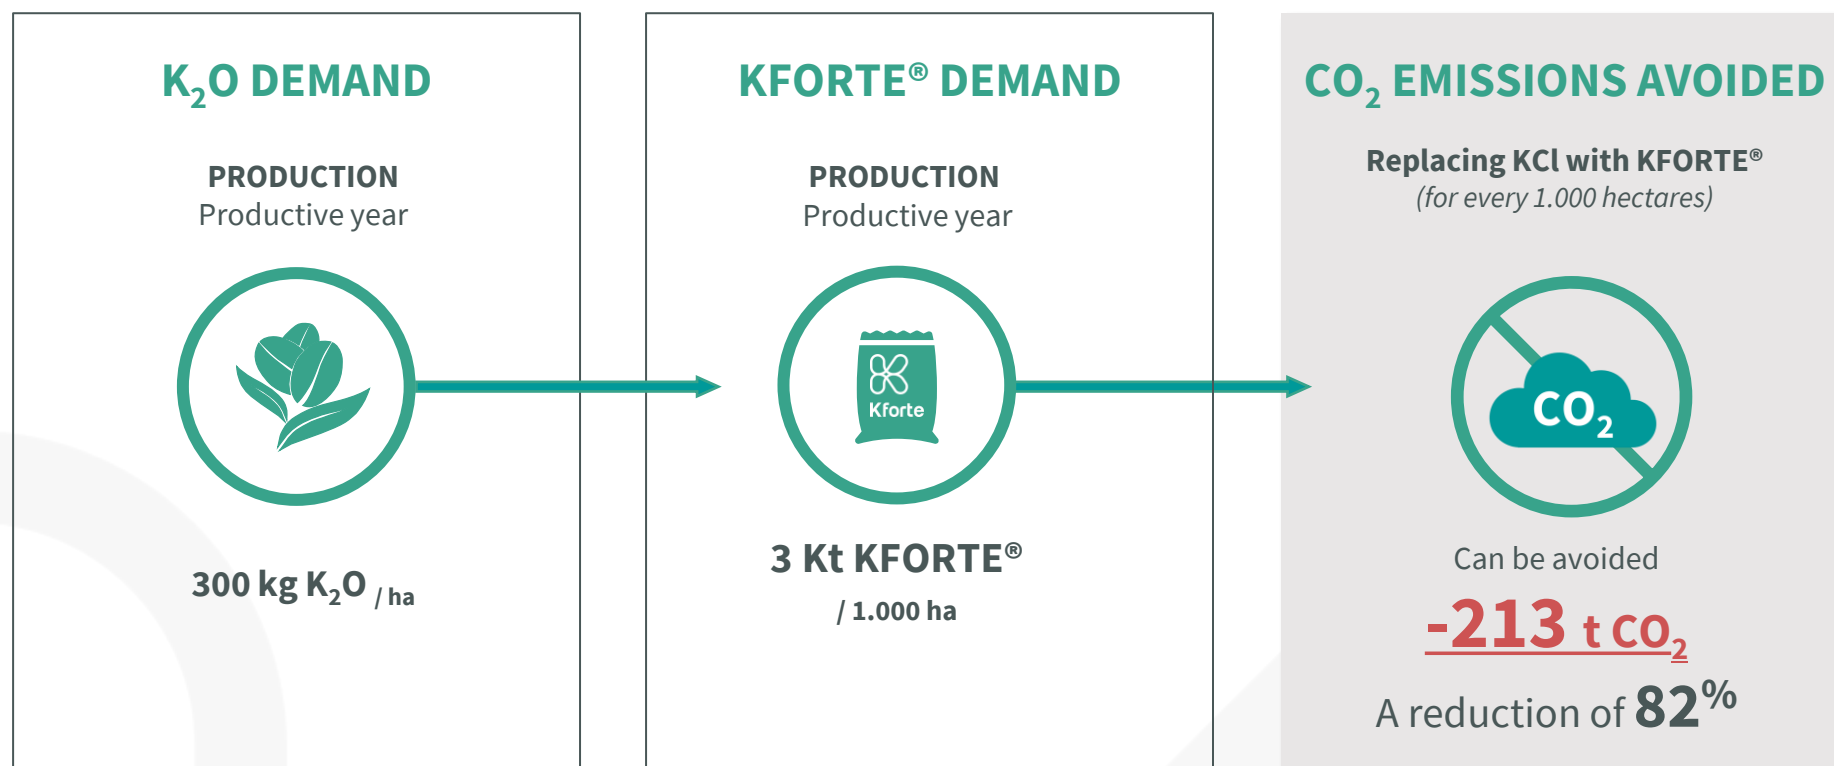 K₂O DEMAND
PRODUCTION
Productive year
300 kg K₂O / ha
KFORTE® DEMAND
PRODUCTION
Productive year
Kforte
3 Kt KFORTE®
/ 1.000 ha
CO₂ EMISSIONS AVOIDED
Replacing KCl with KFORTE®
(for every 1.000 hectares)
CO₂
Can be avoided
-213 t CO₂
A reduction of 82%